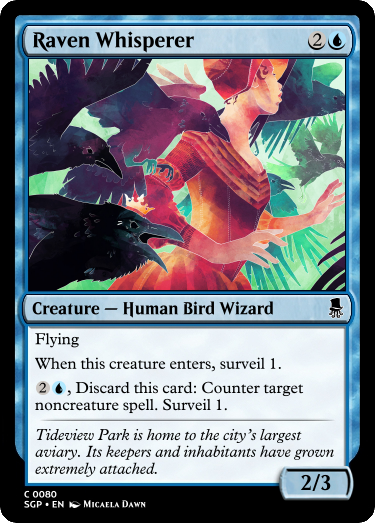 Raven Whisperer 2
Creature — Human Bird Wizard
Flying
When this creature enters, surveil 1.
2, Discard this card: Counter target
noncreature spell. Surveil 1.
Tideview Park is home to the city's largest
aviary. Its keepers and inhabitants have grown
extremely attached.
2/3
C 0080
SGP • EN Micaela Dawn